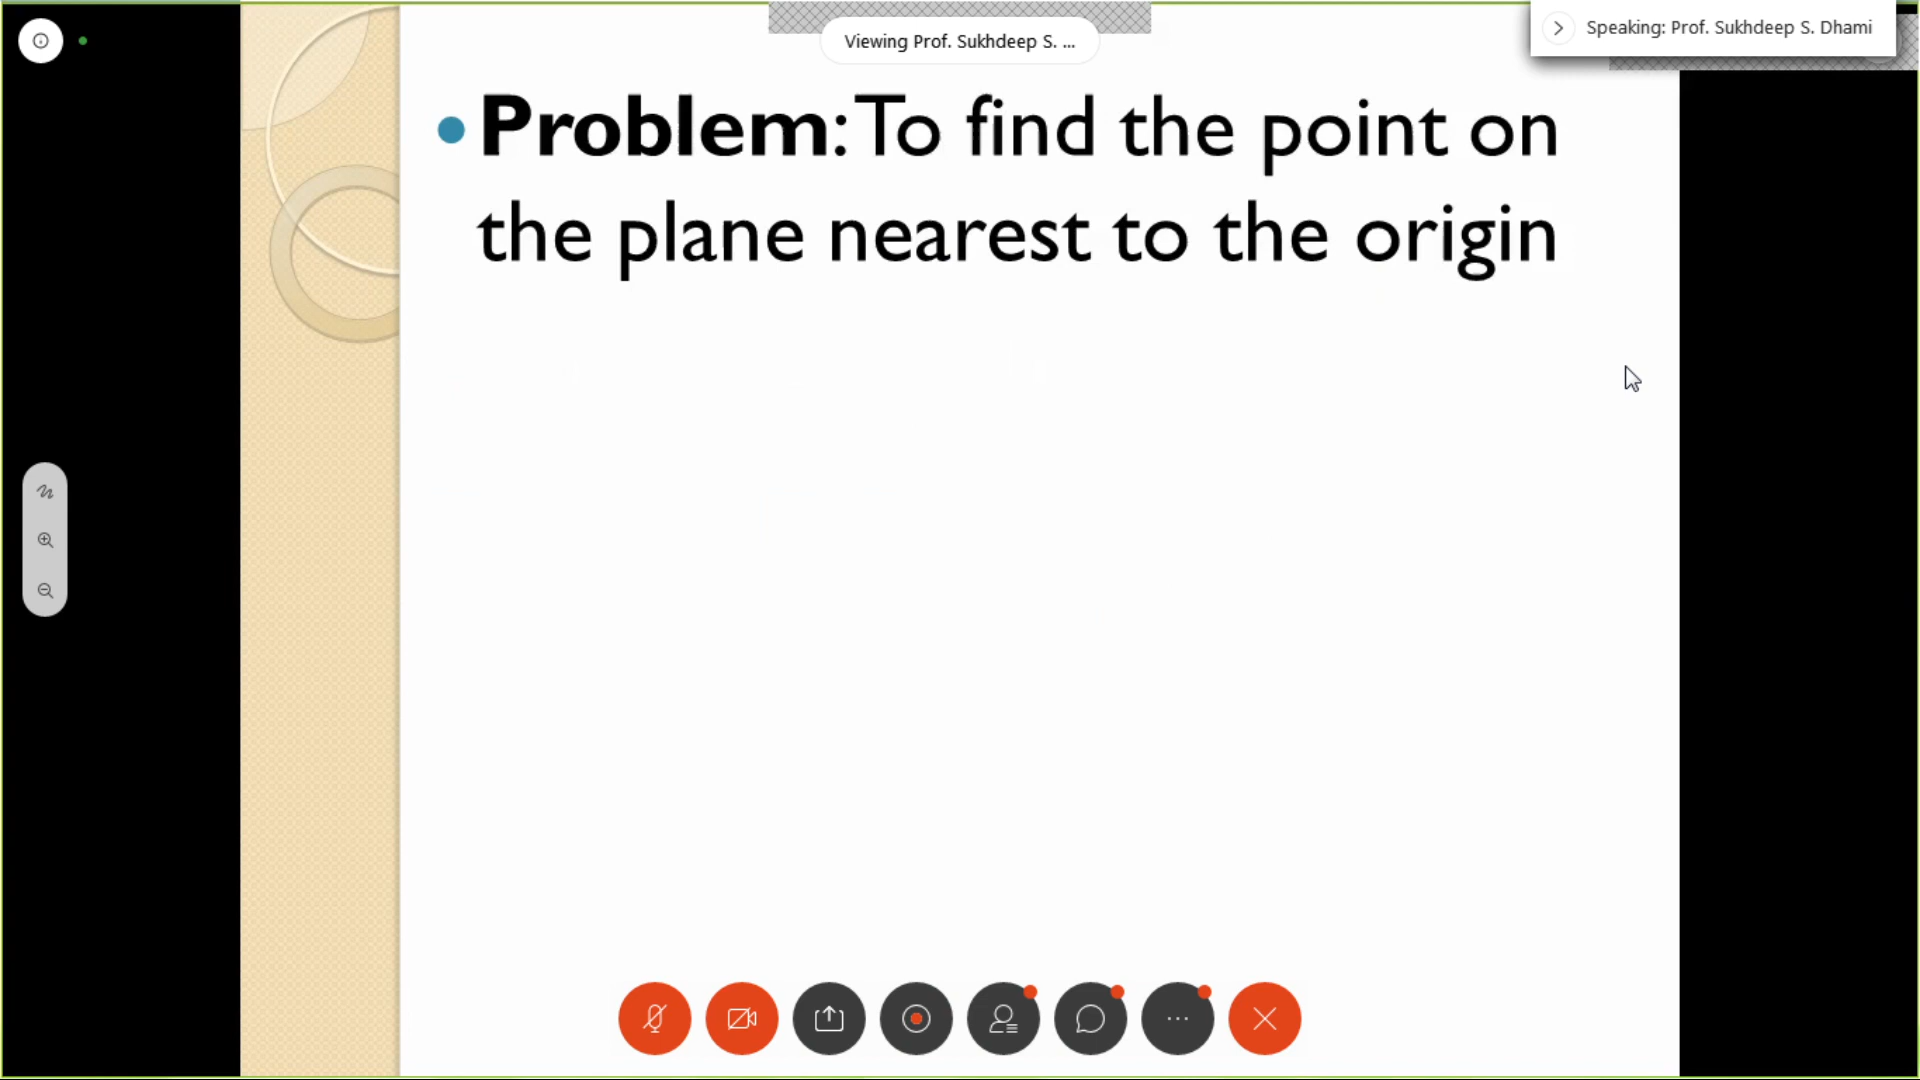 Viewing Prof. Sukhdeep S. ...
Speaking: Prof. Sukhdeep S. Dhami
Problem: To find the point on
the plane nearest to the origin